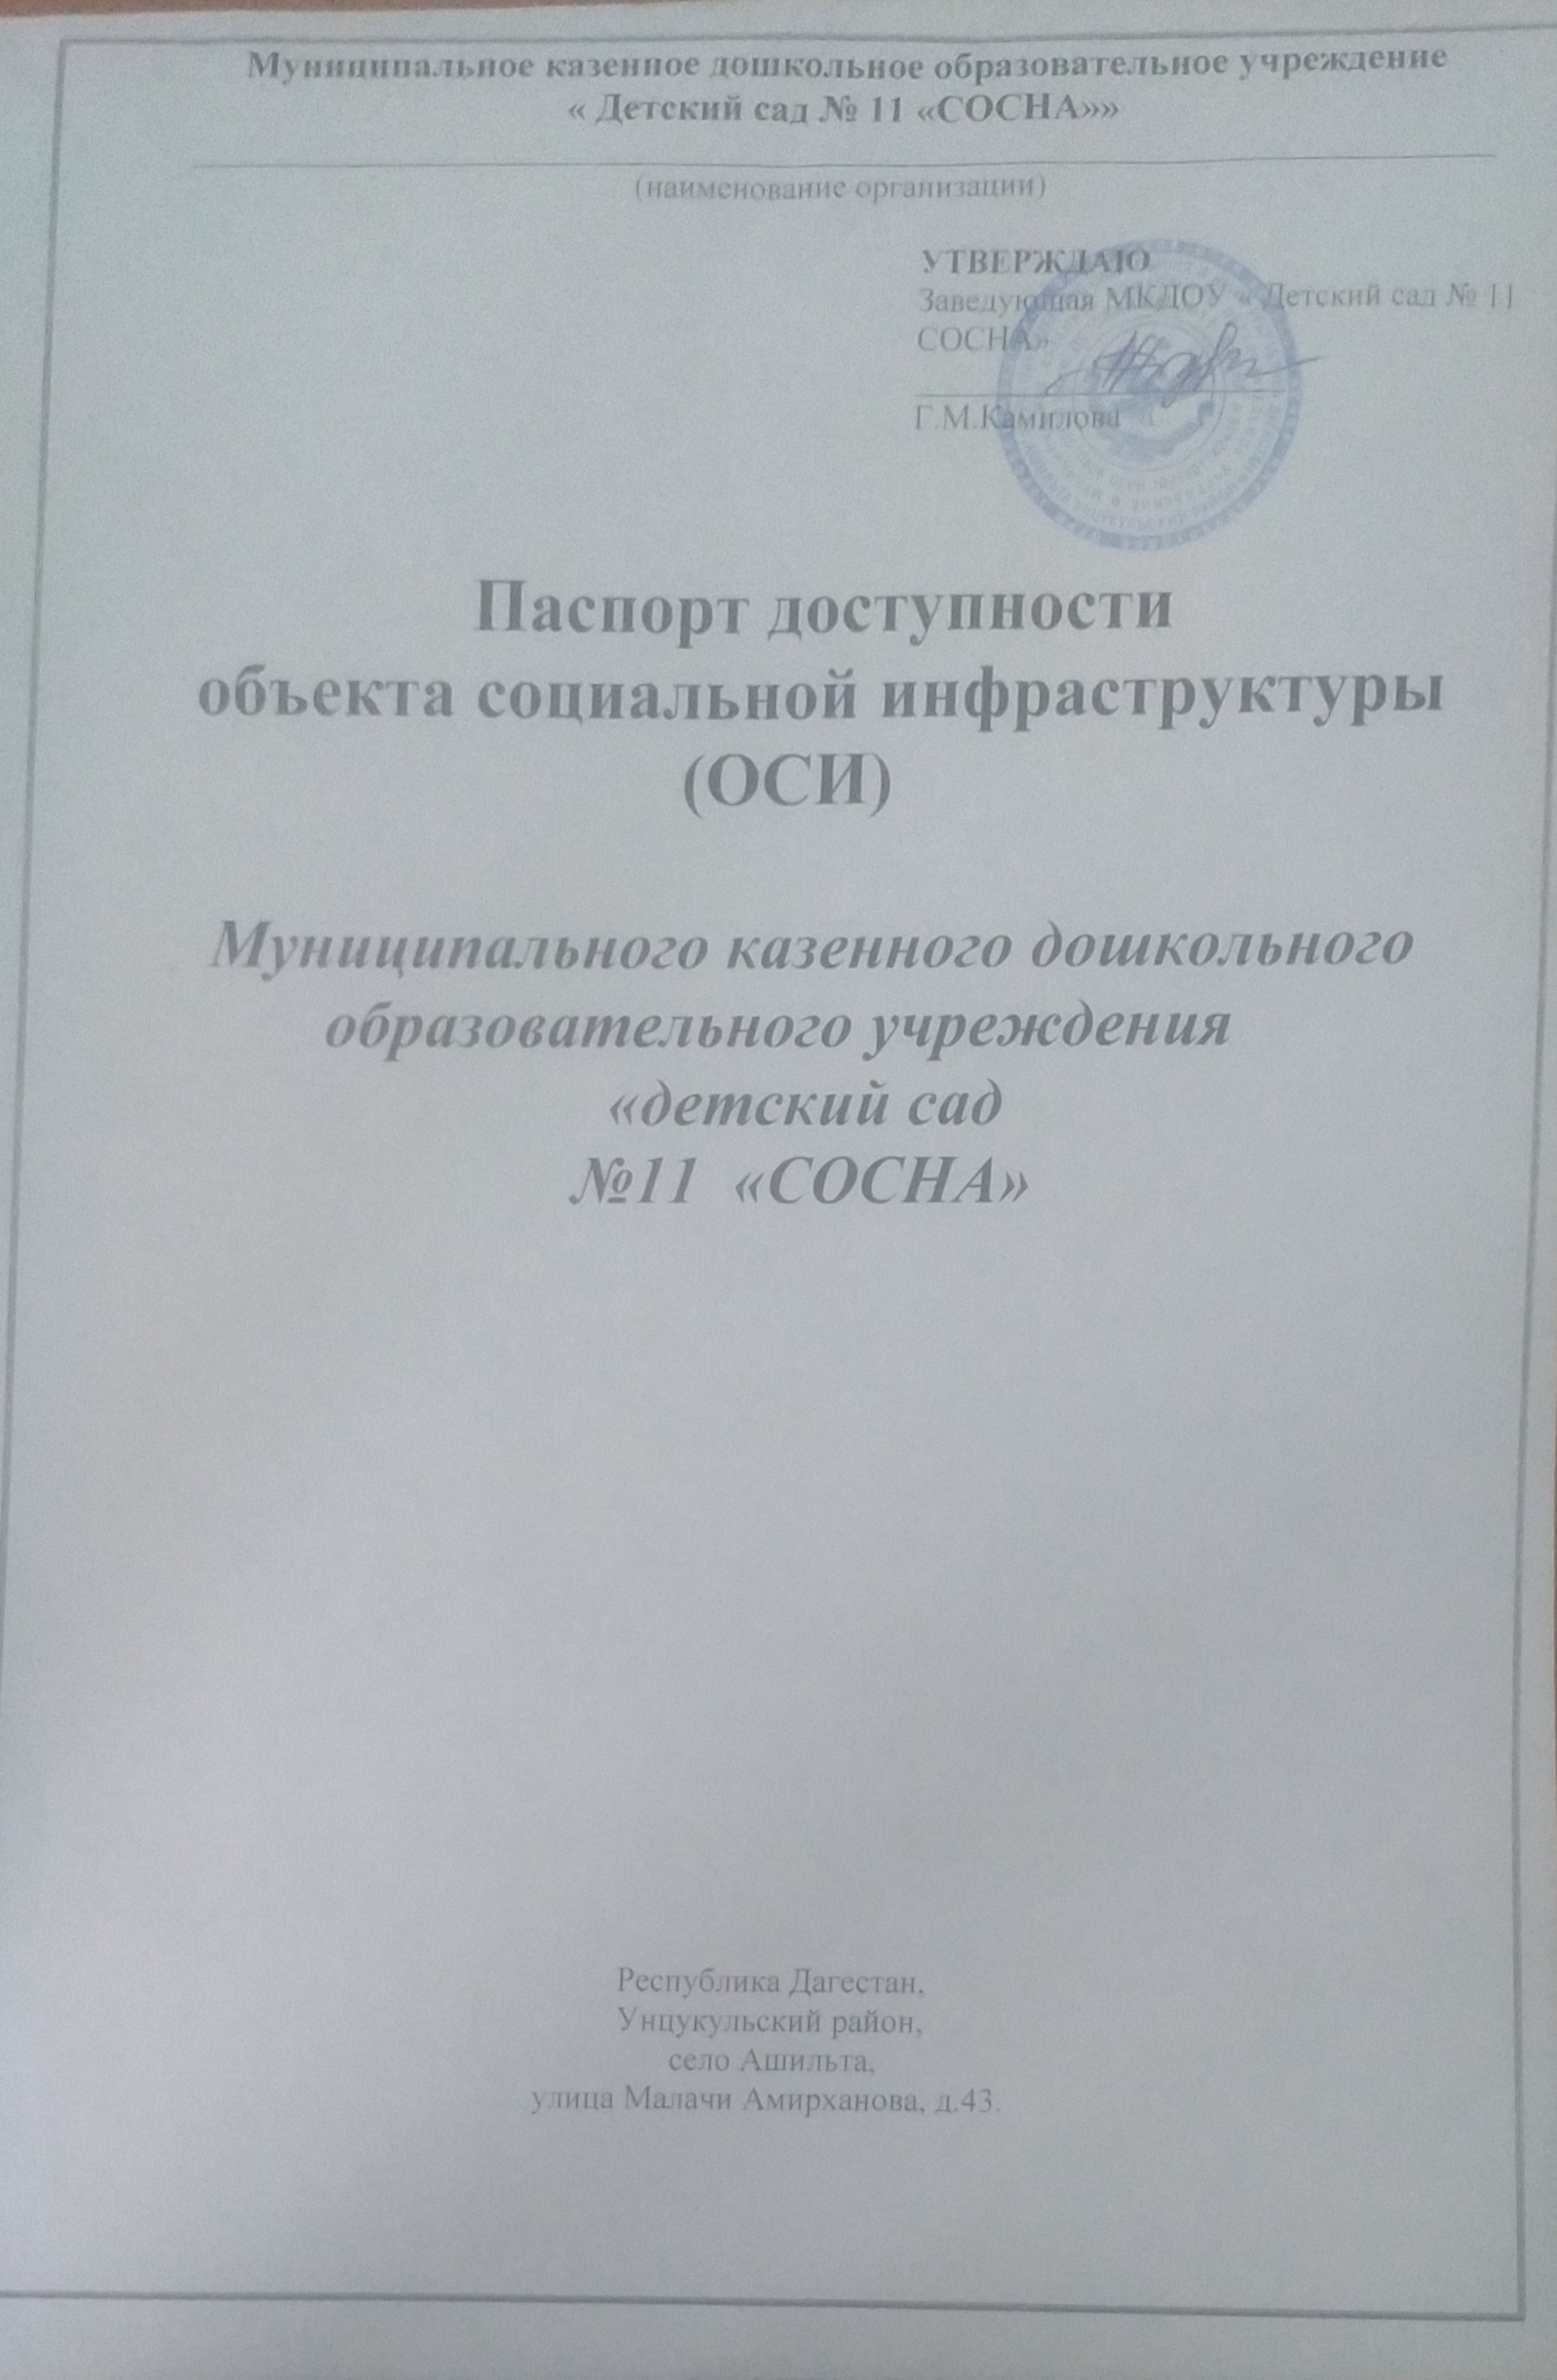 Муниципальное казенное дошкольное образовательное учреждение
« Детский сад № 11 «СОСНА»»
(наименование организации)
УТВЕРЖДАЮ
Заведующая МКДОУ « Детский сад № 11
СОСНА»
Г.М.Камилова
Паспорт доступности
объекта социальной инфраструктуры
(ОСИ)
Муниципального казенного дошкольного
образовательного учреждения
«детский сад
№11 «СОСНА»
Республика Дагестан,
Унцукульский район,
село Ашильта,
улица Малачи Амирханова, д.43.